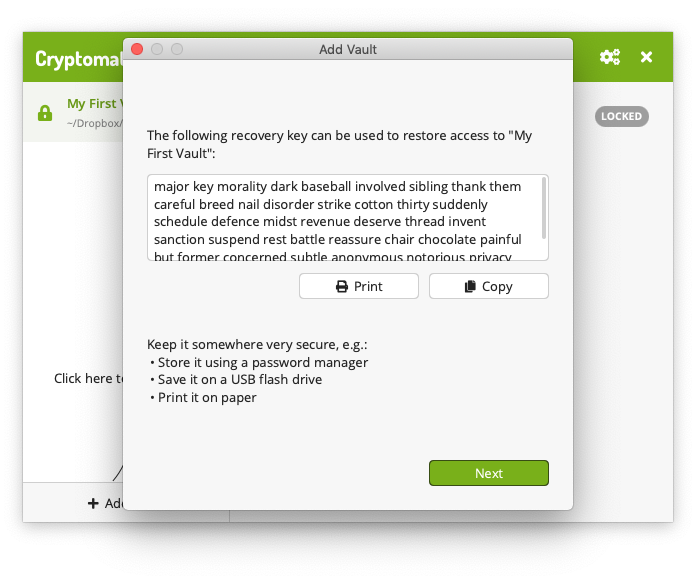 Add Vault
Cryptomat
My First V
~/Dropbox/
LOCKED
The following recovery key can be used to restore access to "My
First Vault":
major key morality dark baseball involved sibling thank them
careful breed nail disorder strike cotton thirty suddenly
schedule defence midst revenue deserve thread invent
sanction suspend rest battle reassure chair chocolate painful
but former concerned subtle anonymous notorious privacy
Print
Copy
Keep it somewhere very secure, e.g.:
• Store it using a password manager
• Save it on a USB flash drive
• Print it on paper
Click here to
Next
Add